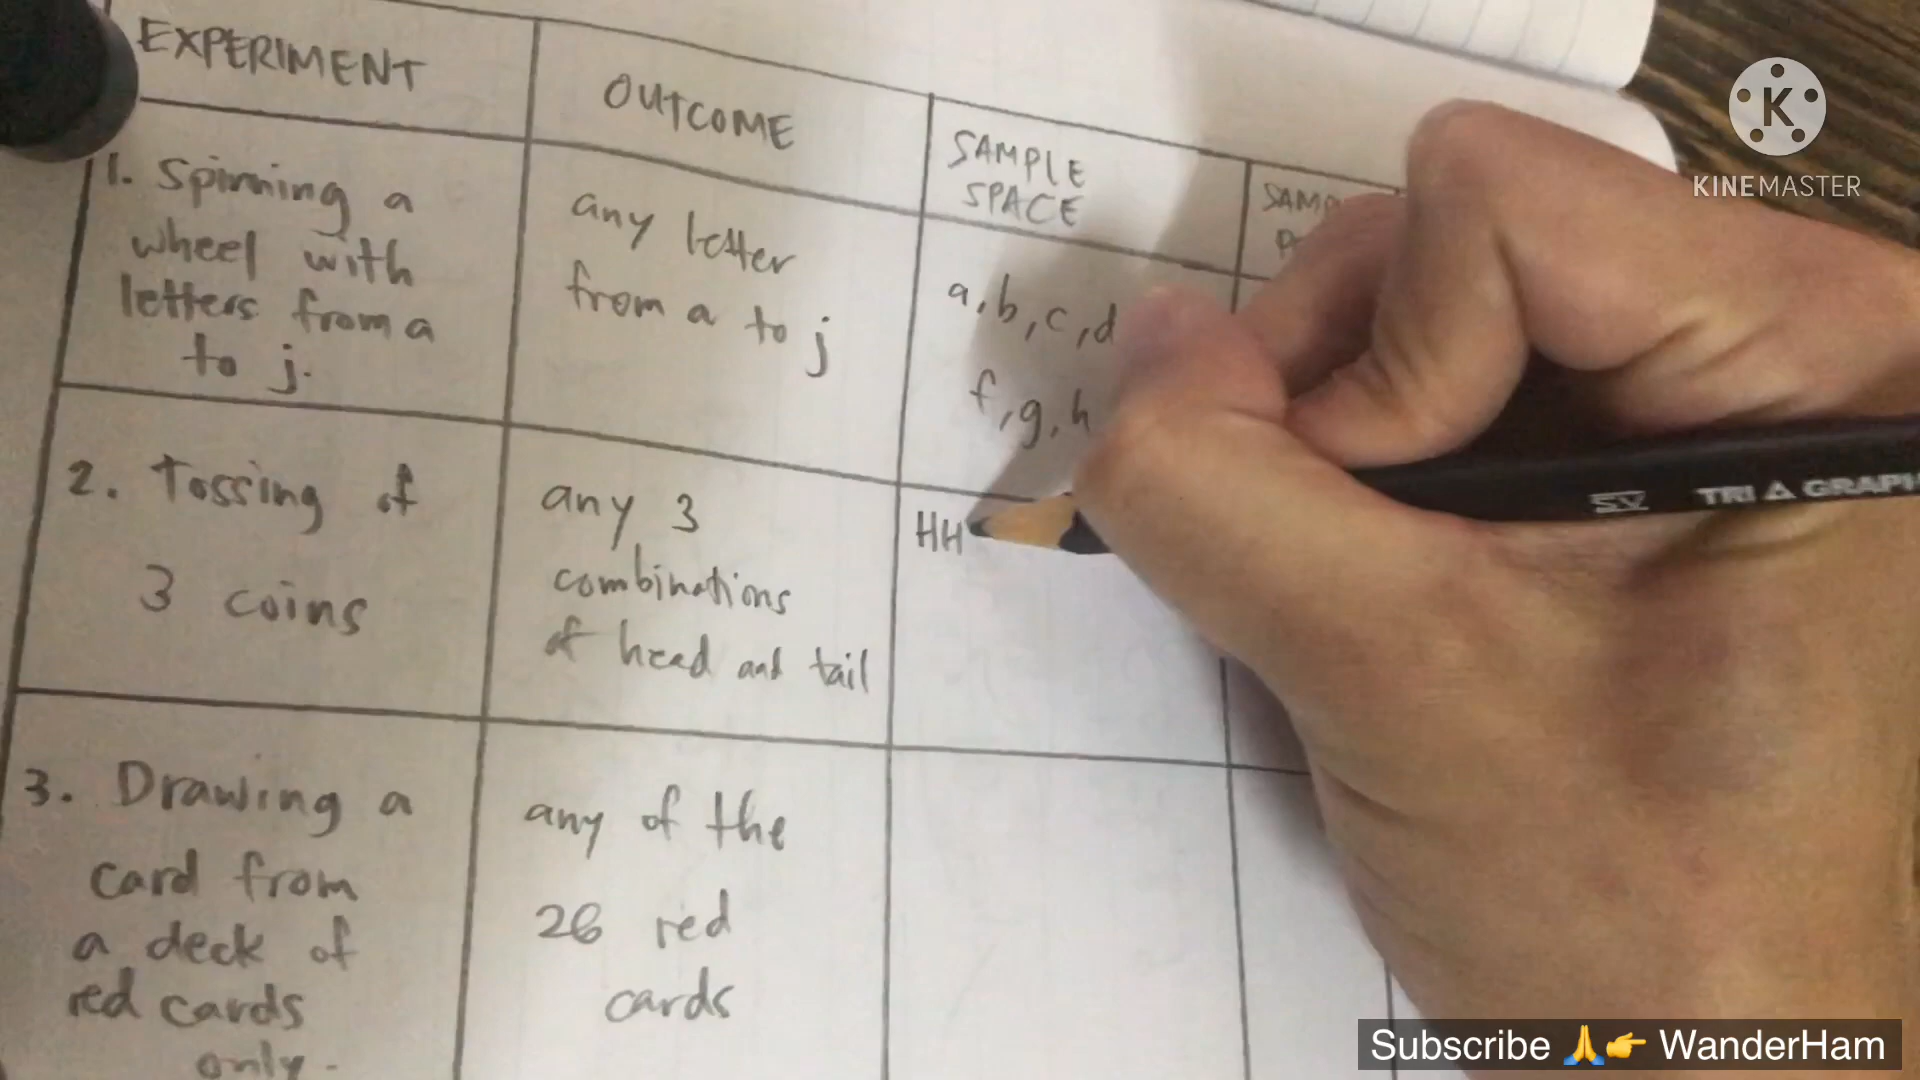 EXPERIMENT
OUTCOME
SAMPLE
SPACE
1. Spinning a
wheel with
letters from a
to j.
any letter
from a to j
a, b, c, d
f, g, h
2. Tossing of
3 coins
any 3
combinations
of head and tail
HH
3. Drawing a
card from
a deck of
red cards
only.
any of the
26 red
cards
KINEMASTER
K
SV TRI GRAPH
Subscribe 🙏👉 WanderHam